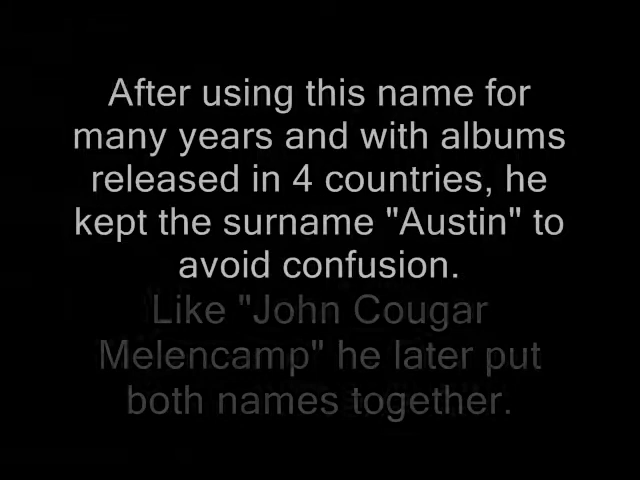 After using this name for
many years and with albums
released in 4 countries, he
kept the surname "Austin" to
avoid confusion.
Like "John Cougar
Melencamp" he later put
both names together.